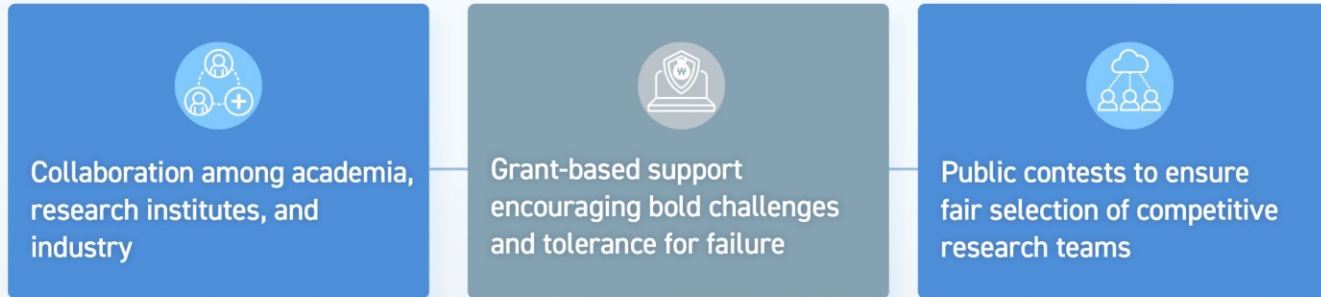 Collaboration among academia,
research institutes, and
industry
₩
Grant-based support
encouraging bold challenges
and tolerance for failure
Public contests to ensure
fair selection of competitive
research teams